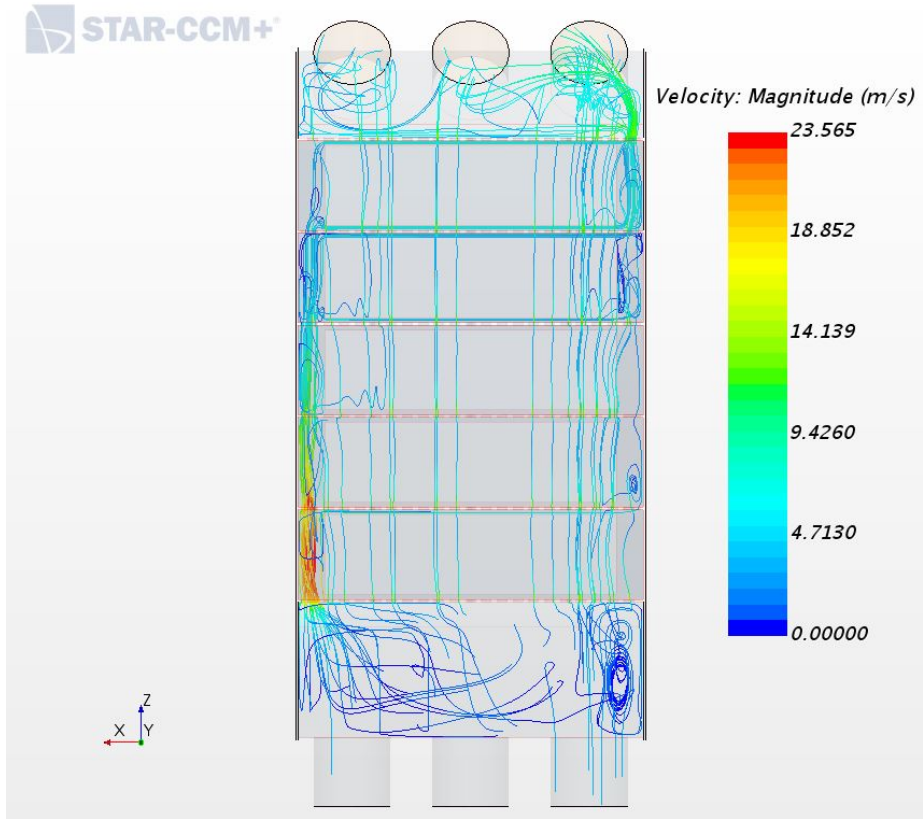 STAR-CCM+®
Velocity: Magnitude (m/s)
23.565
18.852
14.139
9.4260
4.7130
0.00000
Z
X Y